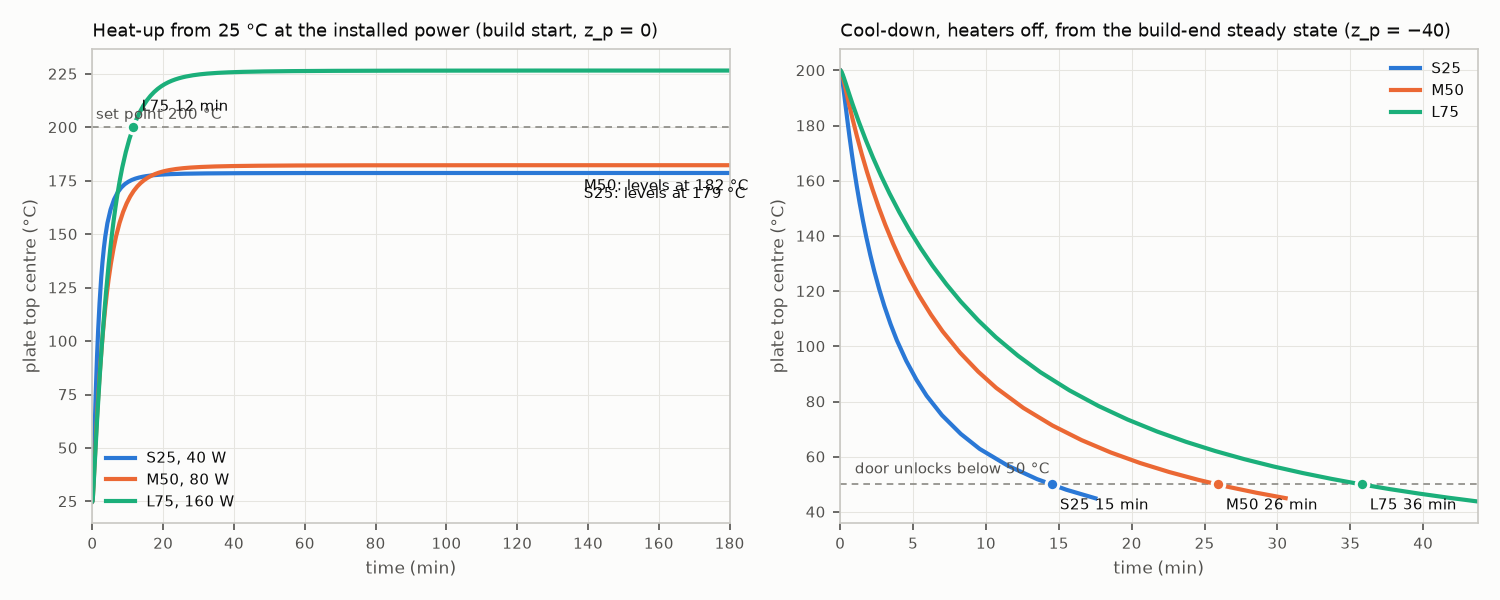 Heat-up from 25 °C at the installed power (build start, z_p = 0)
plate top centre (°C)
225
200
175
150
125
100
75
50
25
L75 12 min
set point 200 °C
M50: levels at 182 °C
S25: levels at 179 °C
S25, 40 W
M50, 80 W
L75, 160 W
0 20 40 60 80 100 120 140 160 180
time (min)
Cool-down, heaters off, from the build-end steady state (z_p = −40)
plate top centre (°C)
200
180
160
140
120
100
80
60
40
S25
M50
L75
door unlocks below 50 °C
S25 15 min
M50 26 min
L75 36 min
0 5 10 15 20 25 30 35 40
time (min)